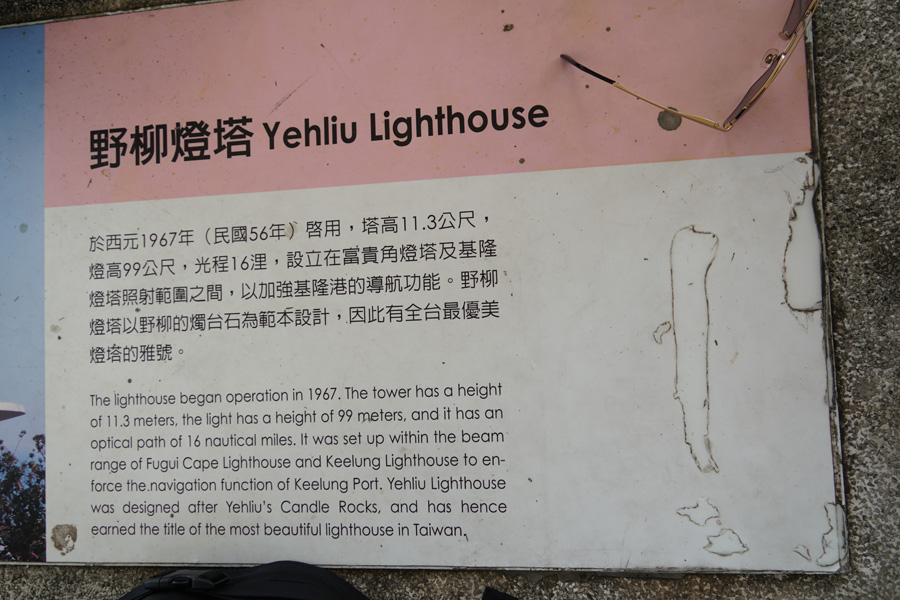 野柳燈塔 Yehliu Lighthouse
於西元1967年（民國56年）啓用，塔高11.3公尺，
燈高99公尺，光程16浬，設立在富貴角燈塔及基隆
燈塔照射範圍之間，以加強基隆港的導航功能。野柳
燈塔以野柳的燭台石為範本設計，因此有全台最優美
燈塔的雅號。
The lighthouse began operation in 1967. The tower has a height
of 11.3 meters, the light has a height of 99 meters, and it has an
optical path of 16 nautical miles. It was set up within the beam
range of Fugui Cape Lighthouse and Keelung Lighthouse to en-
force the navigation function of Keelung Port. Yehliu Lighthouse
was designed after Yehliu's Candle Rocks, and has hence
earned the title of the most beautiful lighthouse in Taiwan.